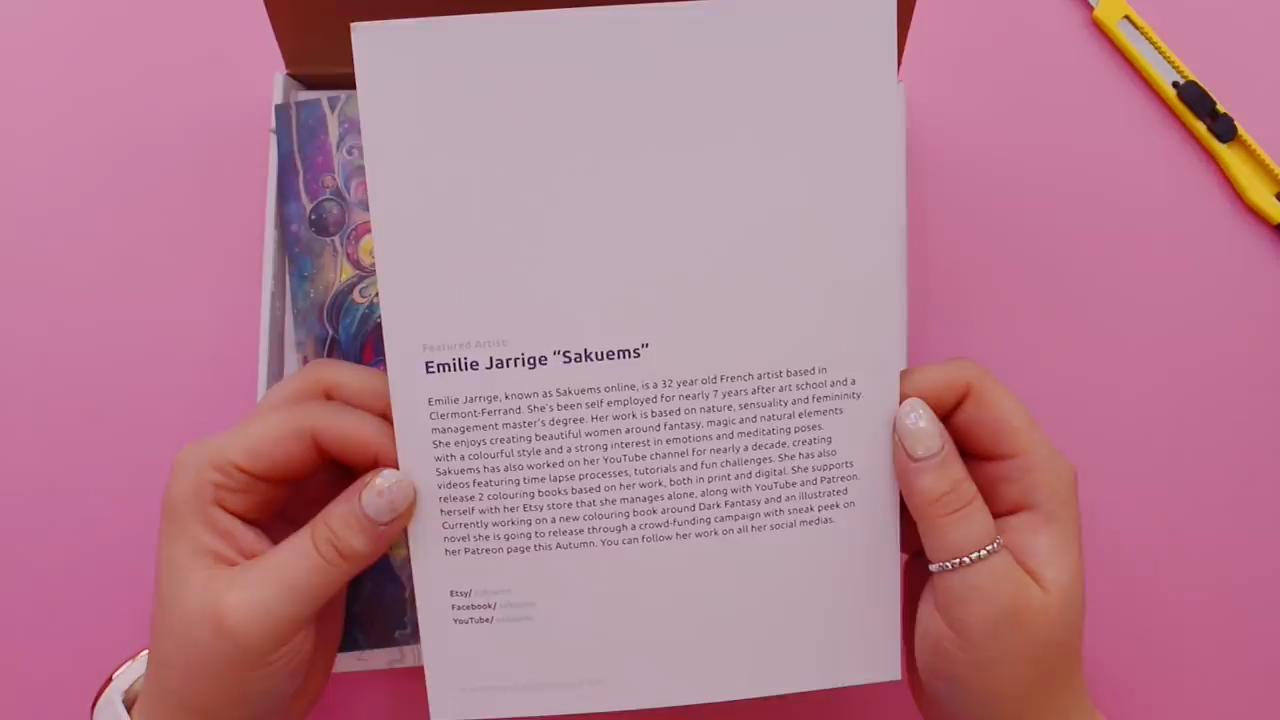 Featured Artist:
Emilie Jarrige “Sakuems”
Emilie Jarrige, known as Sakuems online, is a 32 year old French artist based in
Clermont-Ferrand. She's been self employed for nearly 7 years after art school and a
management master's degree. Her work is based on nature, sensuality and femininity.
She enjoys creating beautiful women around fantasy, magic and natural elements
with a colourful style and a strong interest in emotions and meditating poses.
Sakuems has also worked on her YouTube channel for nearly a decade, creating
videos featuring time lapse processes, tutorials and fun challenges. She has also
release 2 colouring books based on her work, both in print and digital. She supports
herself with her Etsy store that she manages alone, along with YouTube and Patreon.
Currently working on a new colouring book around Dark Fantasy and an illustrated
novel she is going to release through a crowd-funding campaign with sneak peek on
her Patreon page this Autumn. You can follow her work on all her social medias.
Etsy/
Facebook/
YouTube/